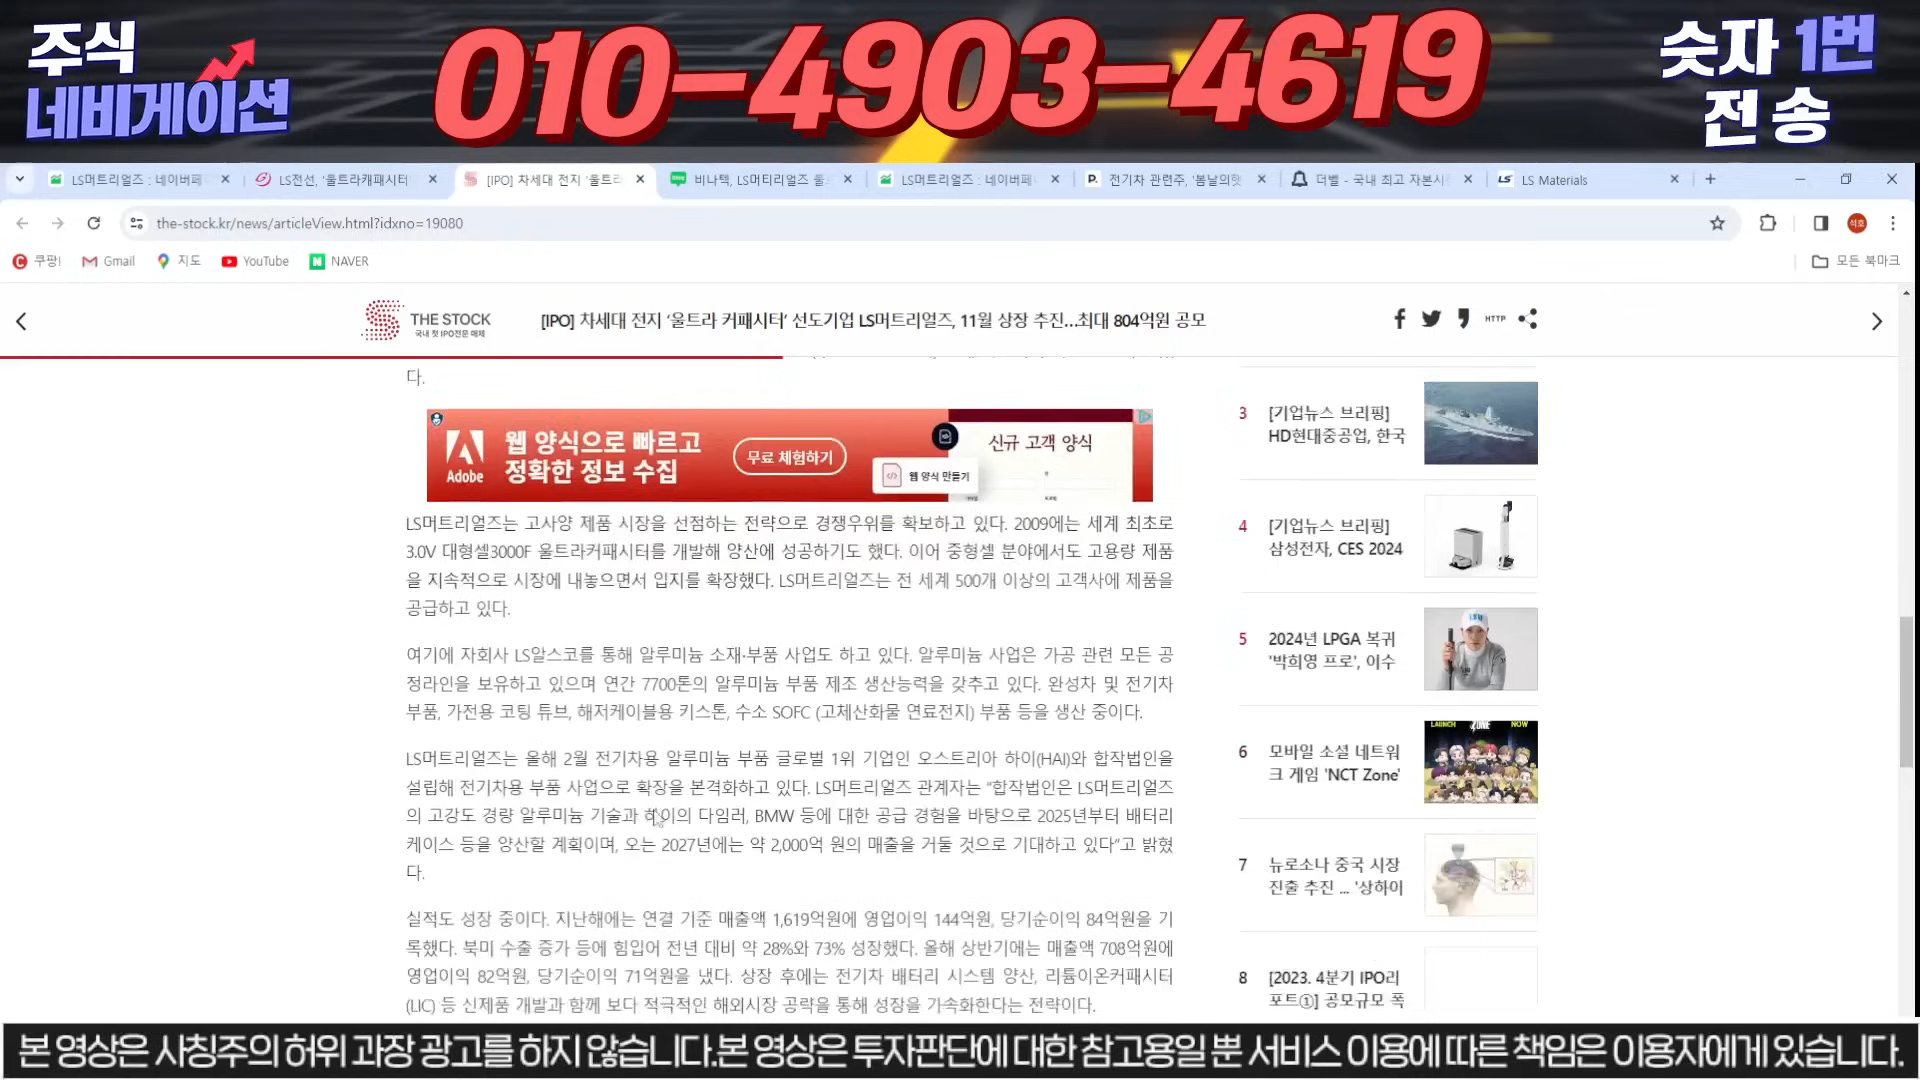 주식
네비게이션
010-4903-4619
숫자 1번
전송
LS머트리얼즈 : 네이버페
LS전선, '울트라캐패시터'
[IPO] 차세대 전지 '울트라
비나텍, LS머티리얼즈 울
LS머트리얼즈 : 네이버페
전기차 관련주, '봄날의햇
더벨 - 국내 최고 자본시
LS Materials
the-stock.kr/news/articleView.html?idxno=19080
석호
쿠팡!
Gmail
지도
YouTube
NAVER
모든 북마크
THE STOCK
국내 첫 IPO전문 매체
[IPO] 차세대 전지 '울트라 커패시터' 선도기업 LS머트리얼즈, 11월 상장 추진...최대 804억원 공모
HTTP
다.
Adobe
웹 양식으로 빠르고
정확한 정보 수집
무료 체험하기
신규 고객 양식
웹 양식 만들기
LS머트리얼즈는 고사양 제품 시장을 선점하는 전략으로 경쟁우위를 확보하고 있다. 2009에는 세계 최초로
3.0V 대형셀3000F 울트라커패시터를 개발해 양산에 성공하기도 했다. 이어 중형셀 분야에서도 고용량 제품
을 지속적으로 시장에 내놓으면서 입지를 확장했다. LS머트리얼즈는 전 세계 500개 이상의 고객사에 제품을
공급하고 있다.
여기에 자회사 LS알스코를 통해 알루미늄 소재·부품 사업도 하고 있다. 알루미늄 사업은 가공 관련 모든 공
정라인을 보유하고 있으며 연간 7700톤의 알루미늄 부품 제조 생산능력을 갖추고 있다. 완성차 및 전기차
부품, 가전용 코팅 튜브, 해저케이블용 키스톤, 수소 SOFC (고체산화물 연료전지) 부품 등을 생산 중이다.
LS머트리얼즈는 올해 2월 전기차용 알루미늄 부품 글로벌 1위 기업인 오스트리아 하이(HAI)와 합작법인을
설립해 전기차용 부품 사업으로 확장을 본격화하고 있다. LS머트리얼즈 관계자는 "합작법인은 LS머트리얼즈
의 고강도 경량 알루미늄 기술과 하이의 다임러, BMW 등에 대한 공급 경험을 바탕으로 2025년부터 배터리
케이스 등을 양산할 계획이며, 오는 2027년에는 약 2,000억 원의 매출을 거둘 것으로 기대하고 있다"고 밝혔
다.
실적도 성장 중이다. 지난해에는 연결 기준 매출액 1,619억원에 영업이익 144억원, 당기순이익 84억원을 기
록했다. 북미 수출 증가 등에 힘입어 전년 대비 약 28%와 73% 성장했다. 올해 상반기에는 매출액 708억원에
영업이익 82억원, 당기순이익 71억원을 냈다. 상장 후에는 전기차 배터리 시스템 양산, 리튬이온커패시터
(LIC) 등 신제품 개발과 함께 보다 적극적인 해외시장 공략을 통해 성장을 가속화한다는 전략이다.
3 [기업뉴스 브리핑]
HD현대중공업, 한국
4 [기업뉴스 브리핑]
삼성전자, CES 2024
5 2024년 LPGA 복귀
'박희영 프로', 이수
6 모바일 소셜 네트워
크 게임 'NCT Zone'
LAUNCH ZONE NOW
7 뉴로소나 중국 시장
진출 추진 ... '상하이
8 [2023. 4분기 IPO리
포트①] 공모규모 폭
본 영상은 사칭주의 허위 과장 광고를 하지 않습니다.본 영상은 투자판단에 대한 참고용일 뿐 서비스 이용에 따른 책임은 이용자에게 있습니다.